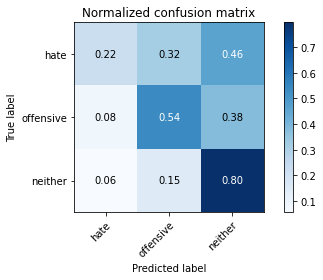 Normalized confusion matrix
True label
hate
offensive
neither
0.22 0.32 0.46
0.08 0.54 0.38
0.06 0.15 0.80
hate
offensive
neither
Predicted label
0.7
0.6
0.5
0.4
0.3
0.2
0.1